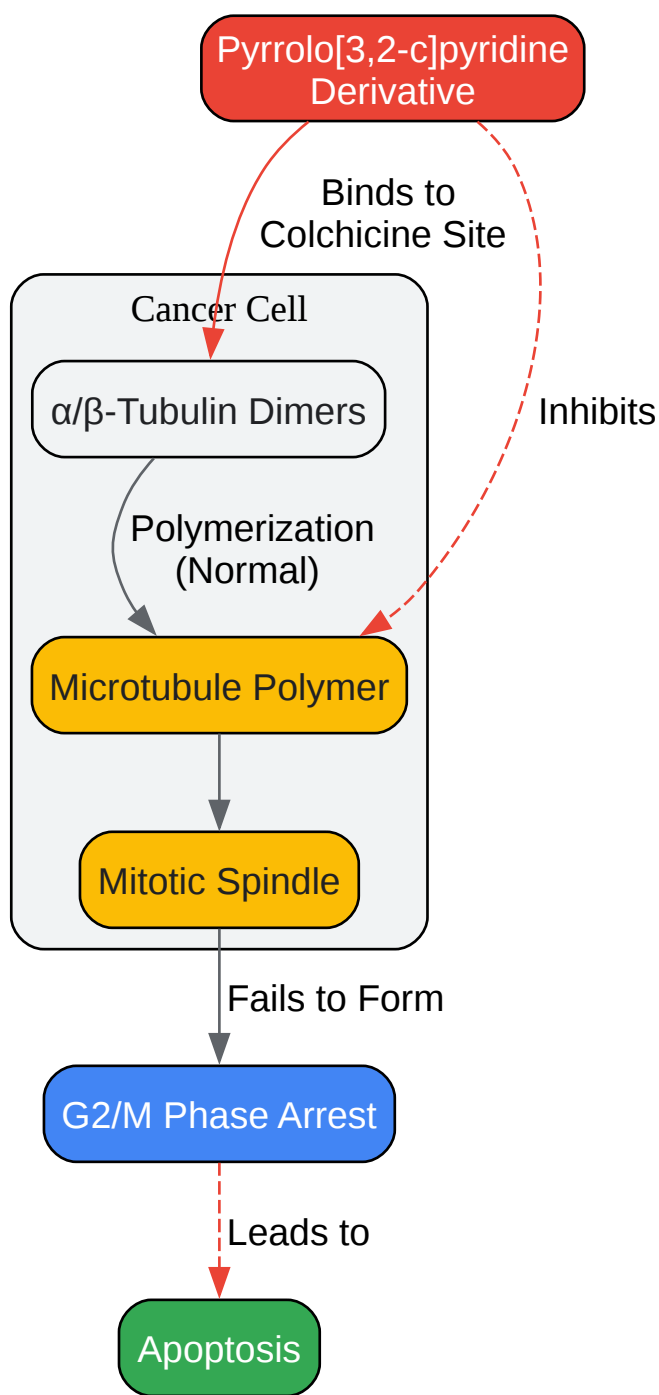 Pyrrolo[3,2-c]pyridine
Derivative
Binds to
Colchicine Site
Cancer Cell
α/β-Tubulin Dimers
Inhibits
Polymerization
(Normal)
Microtubule Polymer
Mitotic Spindle
Fails to Form
G2/M Phase Arrest
Leads to
Apoptosis